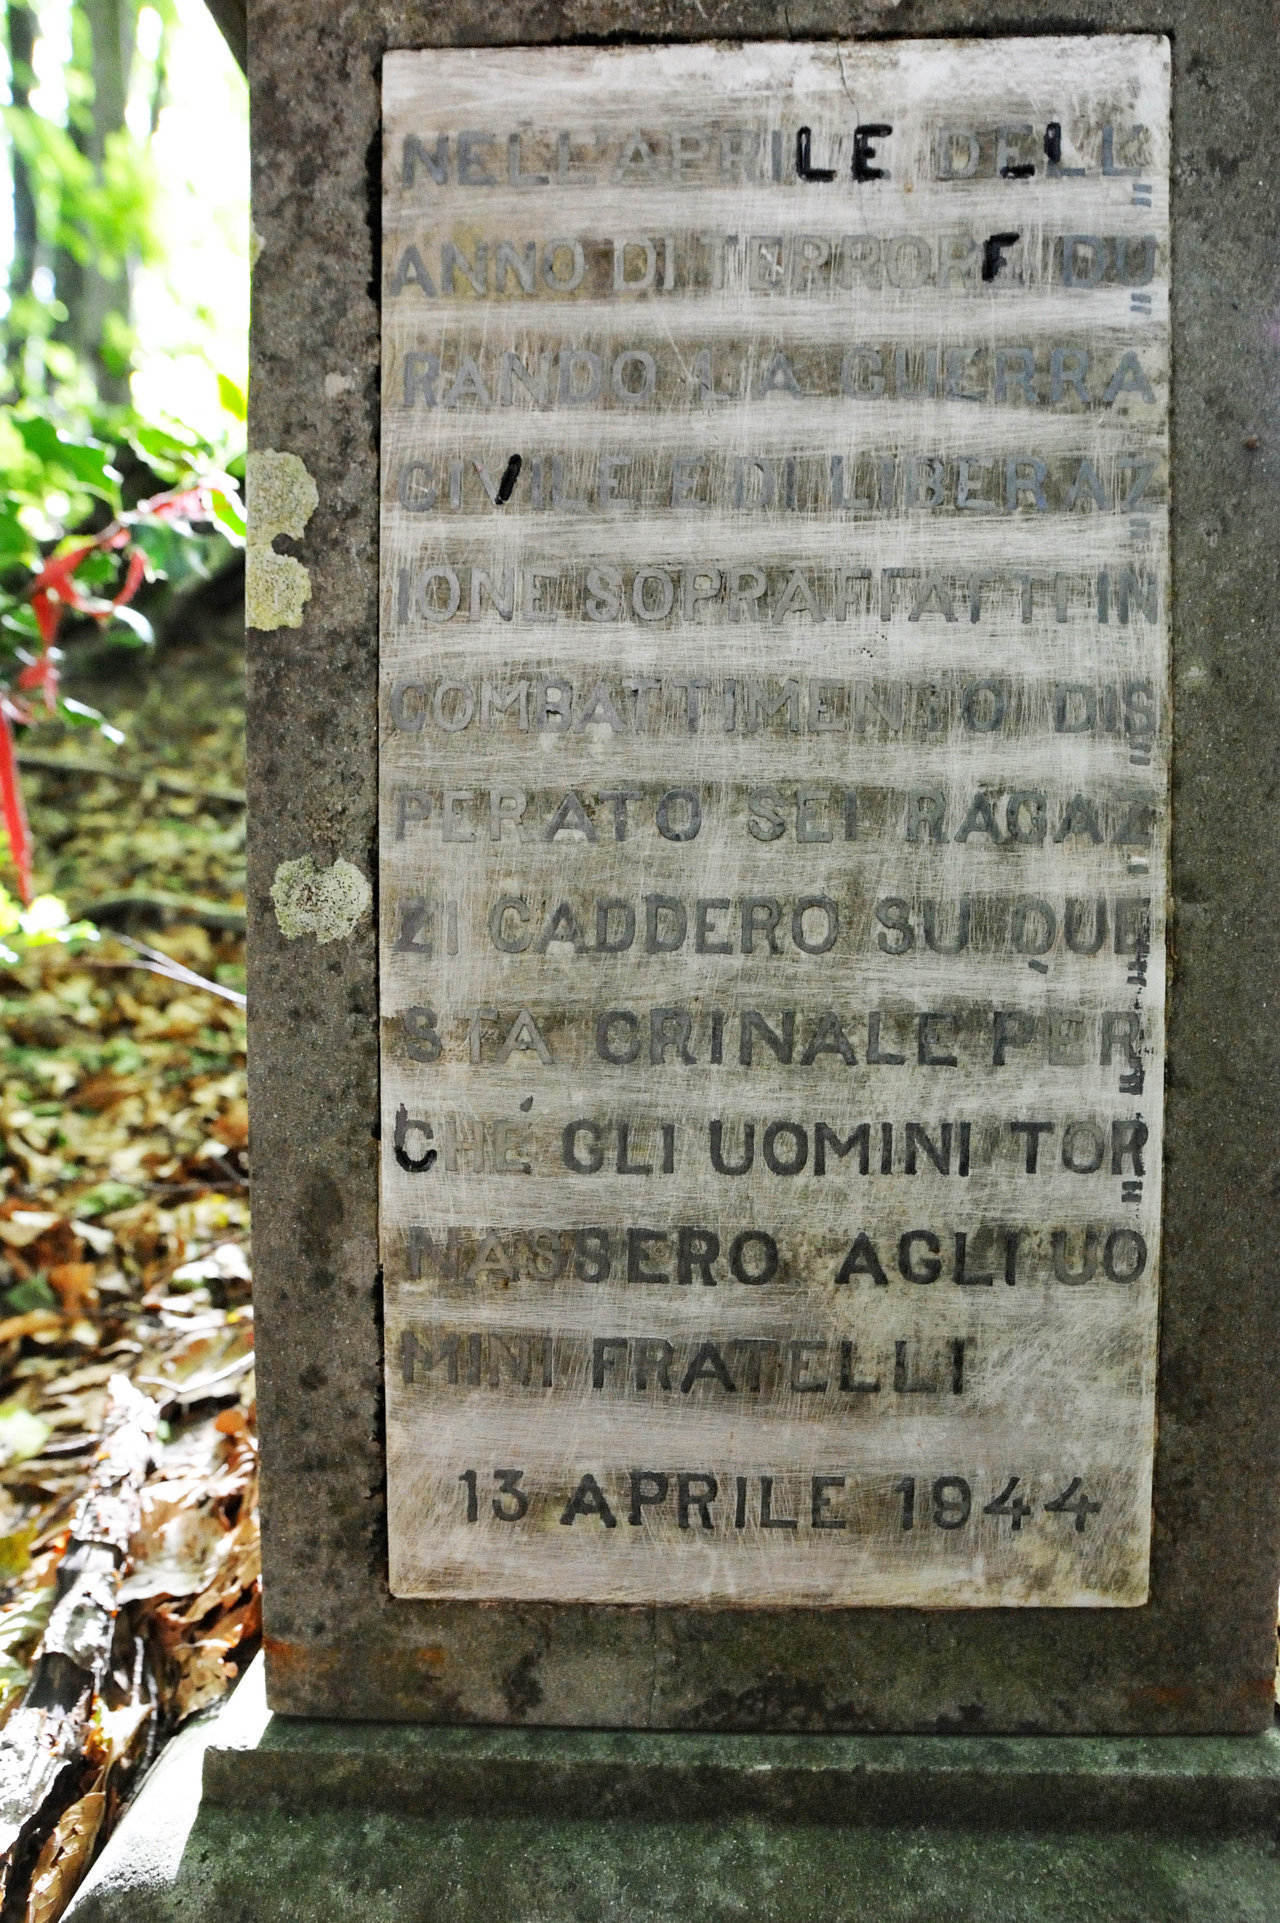 NELL'APRILE DELL'=
ANNO DI TERRORE DU=
RANDO LA GUERRA
CIVILE E DI LIBERAZ=
IONE SOPRAFFATTI IN
COMBATTIMENTO DIS=
PERATO SEI RAGAZ=
ZI CADDERO SU QUE=
STA CRINALE PER=
CHÉ GLI UOMINI TOR=
NASSERO AGLI UO
MINI FRATELLI
13 APRILE 1944